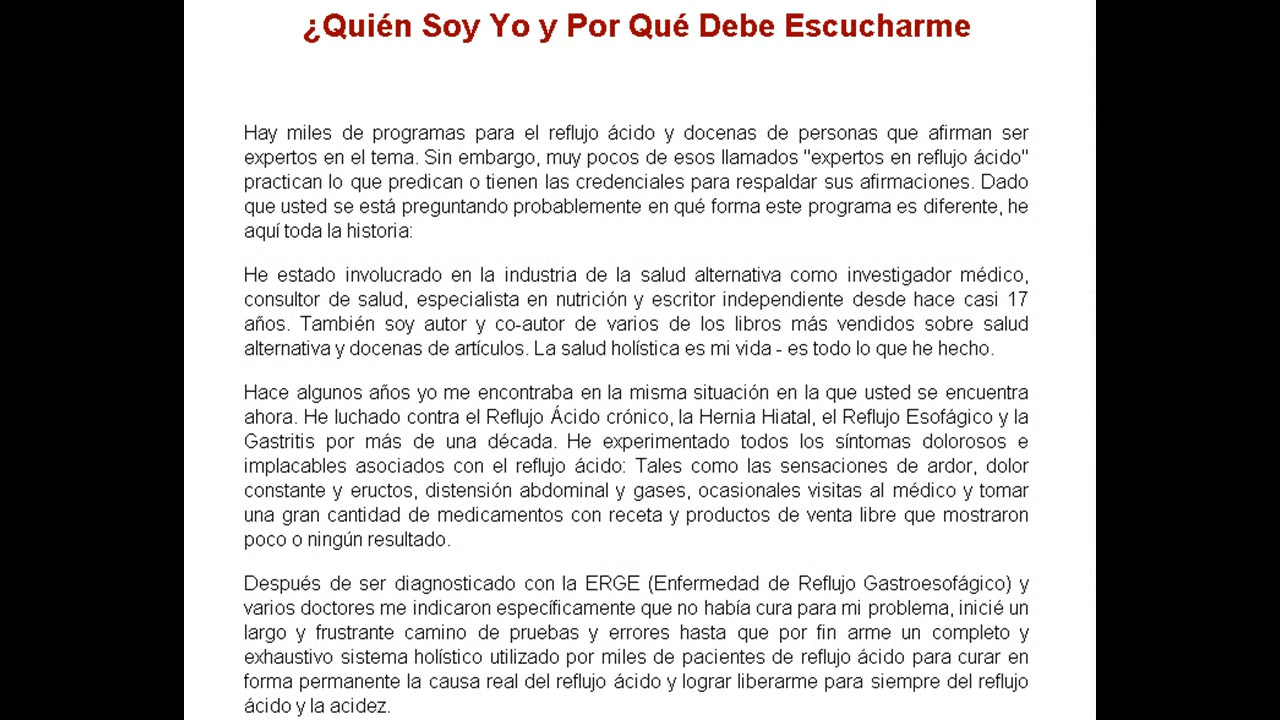 ¿Quién Soy Yo y Por Qué Debe Escucharme
Hay miles de programas para el reflujo ácido y docenas de personas que afirman ser
expertos en el tema. Sin embargo, muy pocos de esos llamados "expertos en reflujo ácido"
practican lo que predican o tienen las credenciales para respaldar sus afirmaciones. Dado
que usted se está preguntando probablemente en qué forma este programa es diferente, he
aquí toda la historia:
He estado involucrado en la industria de la salud alternativa como investigador médico,
consultor de salud, especialista en nutrición y escritor independiente desde hace casi 17
años. También soy autor y co-autor de varios de los libros más vendidos sobre salud
alternativa y docenas de artículos. La salud holística es mi vida - es todo lo que he hecho.
Hace algunos años yo me encontraba en la misma situación en la que usted se encuentra
ahora. He luchado contra el Reflujo Ácido crónico, la Hernia Hiatal, el Reflujo Esofágico y la
Gastritis por más de una década. He experimentado todos los síntomas dolorosos e
implacables asociados con el reflujo ácido: Tales como las sensaciones de ardor, dolor
constante y eructos, distensión abdominal y gases, ocasionales visitas al médico y tomar
una gran cantidad de medicamentos con receta y productos de venta libre que mostraron
poco o ningún resultado.
Después de ser diagnosticado con la ERGE (Enfermedad de Reflujo Gastroesofágico) y
varios doctores me indicaron específicamente que no había cura para mi problema, inicié un
largo y frustrante camino de pruebas y errores hasta que por fin arme un completo y
exhaustivo sistema holístico utilizado por miles de pacientes de reflujo ácido para curar en
forma permanente la causa real del reflujo ácido y lograr liberarme para siempre del reflujo
ácido y la acidez.